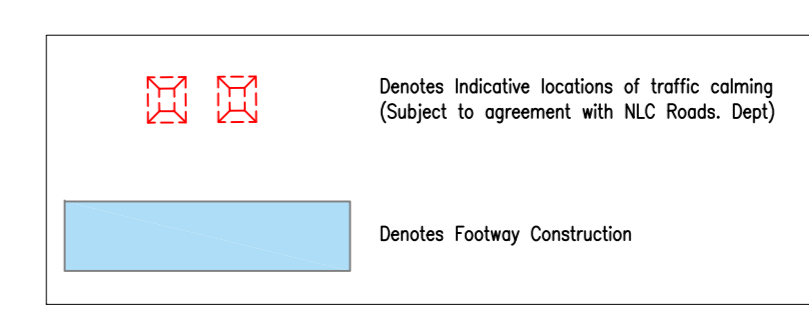 Denotes Indicative locations of traffic calming
(Subject to agreement with NLC Roads. Dept)
Denotes Footway Construction